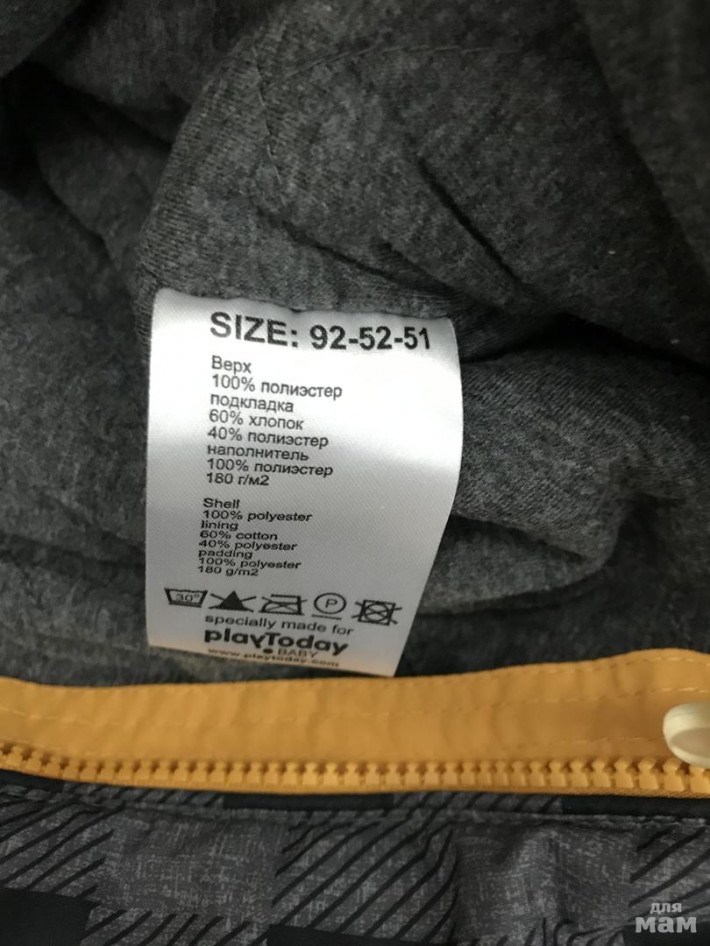 SIZE: 92-52-51
Верх
100% полиэстер
подкладка
60% хлопок
40% полиэстер
наполнитель
100% полиэстер
180 г/м2
Shell
100% polyester
lining
60% cotton
40% polyester
padding
100% polyester
180 g/m2
30°
P
specially made for
playToday
BABY
www.playtoday.com
для
мам